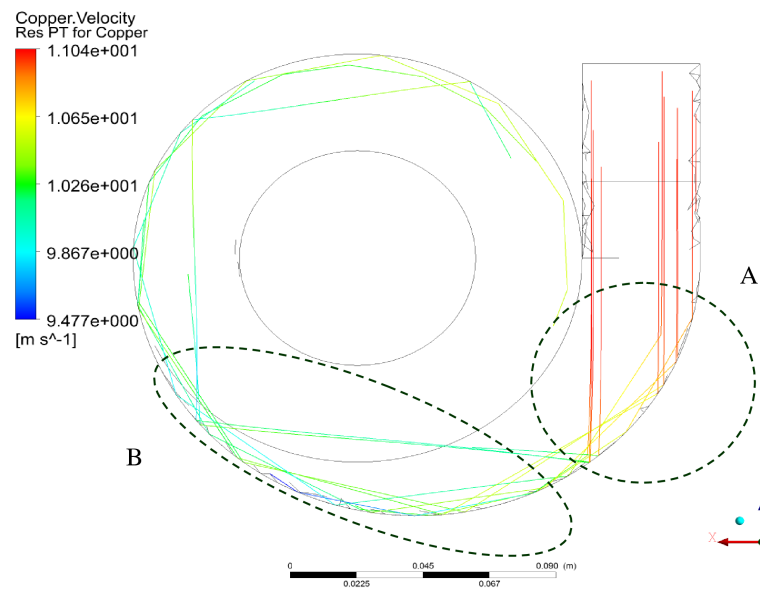 Copper.Velocity
Res PT for Copper
1.104e+001
1.065e+001
1.026e+001
9.867e+000
9.477e+000
[m s^-1]
A
B
X
0
0.045
0.090 (m)
0.0225
0.067